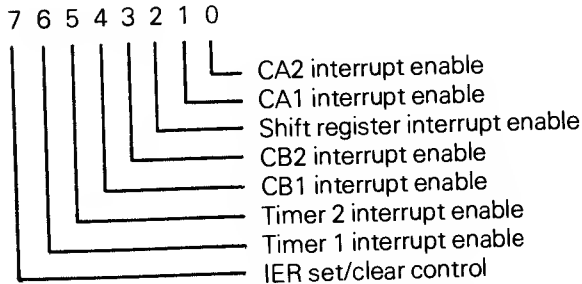 7 6 5 4 3 2 1 0
CA2 interrupt enable
CA1 interrupt enable
Shift register interrupt enable
CB2 interrupt enable
CB1 interrupt enable
Timer 2 interrupt enable
Timer 1 interrupt enable
IER set/clear control